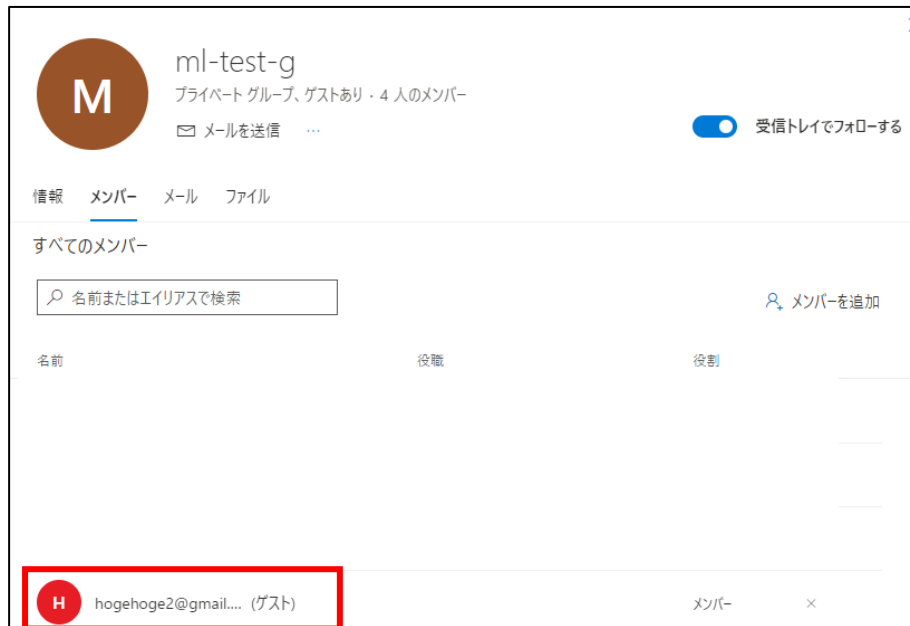 M
ml-test-g
プライベート グループ、ゲストあり · 4 人のメンバー
メールを送信 …
受信トレイでフォローする
情報 メンバー メール ファイル
すべてのメンバー
名前またはエイリアスで検索
メンバーを追加
名前 役職 役割
H hogehoge2@gmail.... (ゲスト) メンバー ×